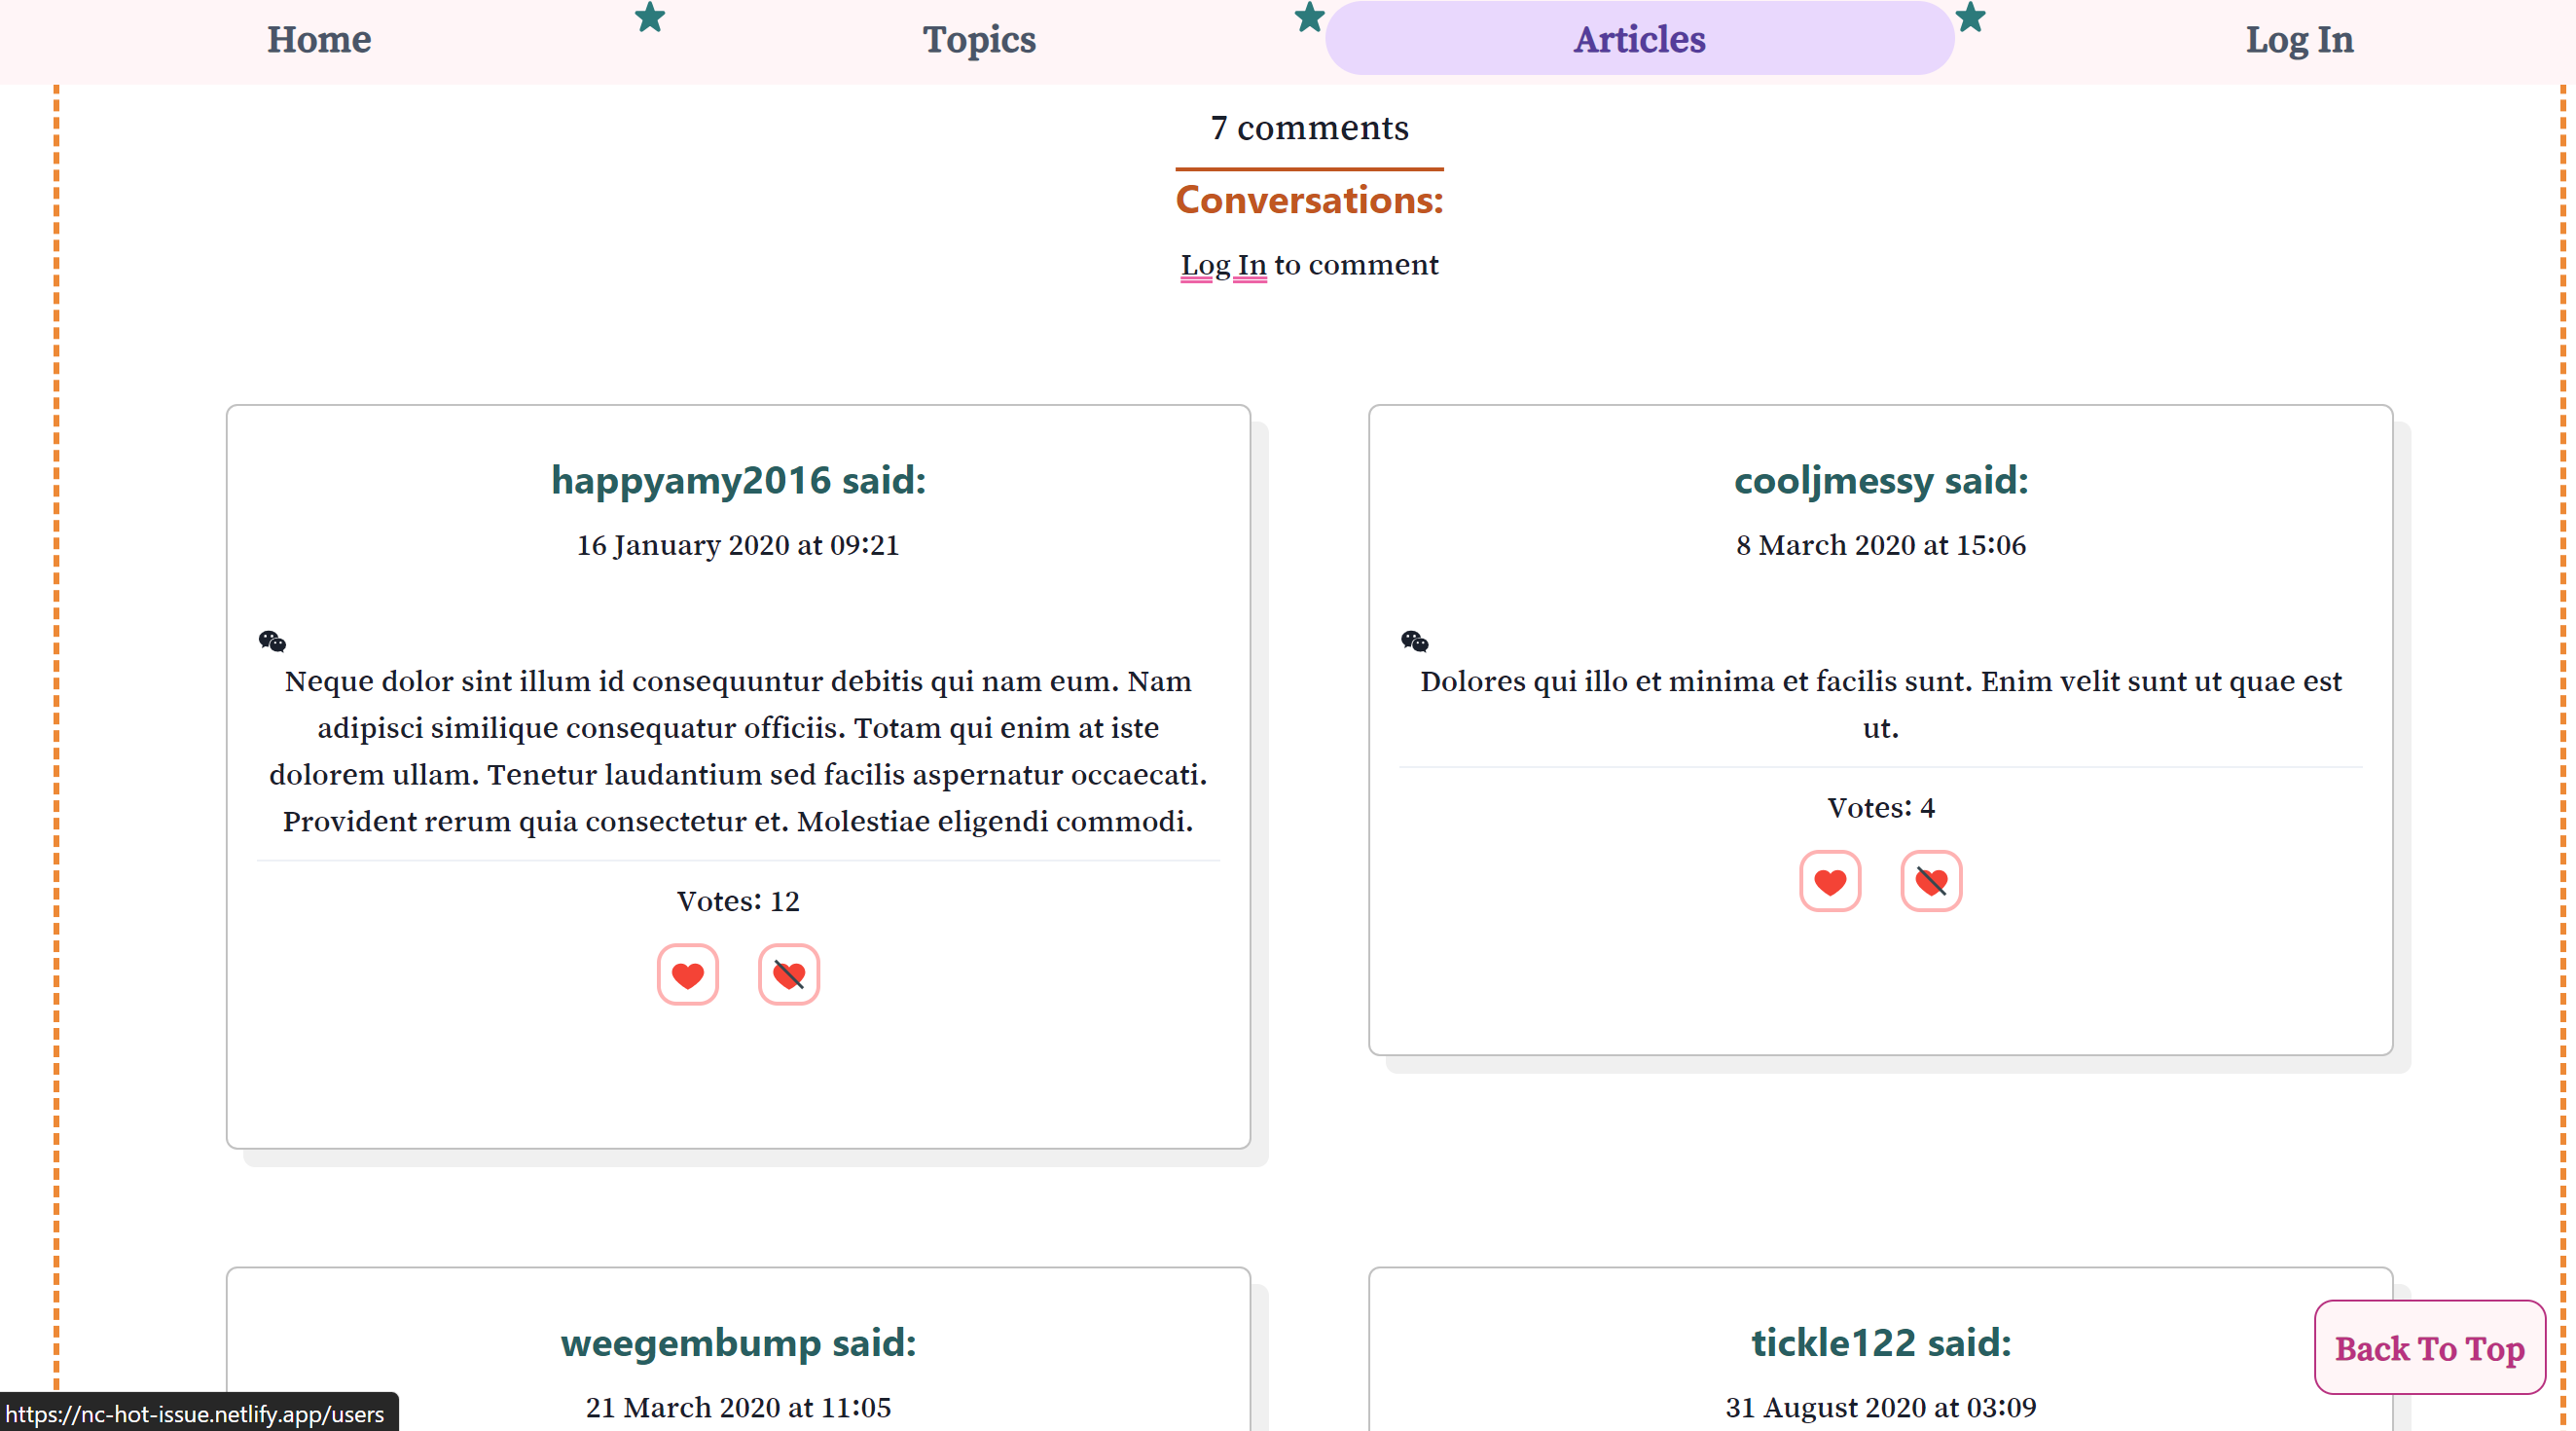 Home Topics Articles Log In
7 comments
Conversations:
Log In to comment
happyamy2016 said:
16 January 2020 at 09:21
Neque dolor sint illum id consequuntur debitis qui nam eum. Nam
adipisci similique consequatur officiis. Totam qui enim at iste
dolorem ullam. Tenetur laudantium sed facilis aspernatur occaecati.
Provident rerum quia consectetur et. Molestiae eligendi commodi.
Votes: 12
cooljmessy said:
8 March 2020 at 15:06
Dolores qui illo et minima et facilis sunt. Enim velit sunt ut quae est
ut.
Votes: 4
weegembump said:
21 March 2020 at 11:05
tickle122 said:
31 August 2020 at 03:09
Back To Top
https://nc-hot-issue.netlify.app/users